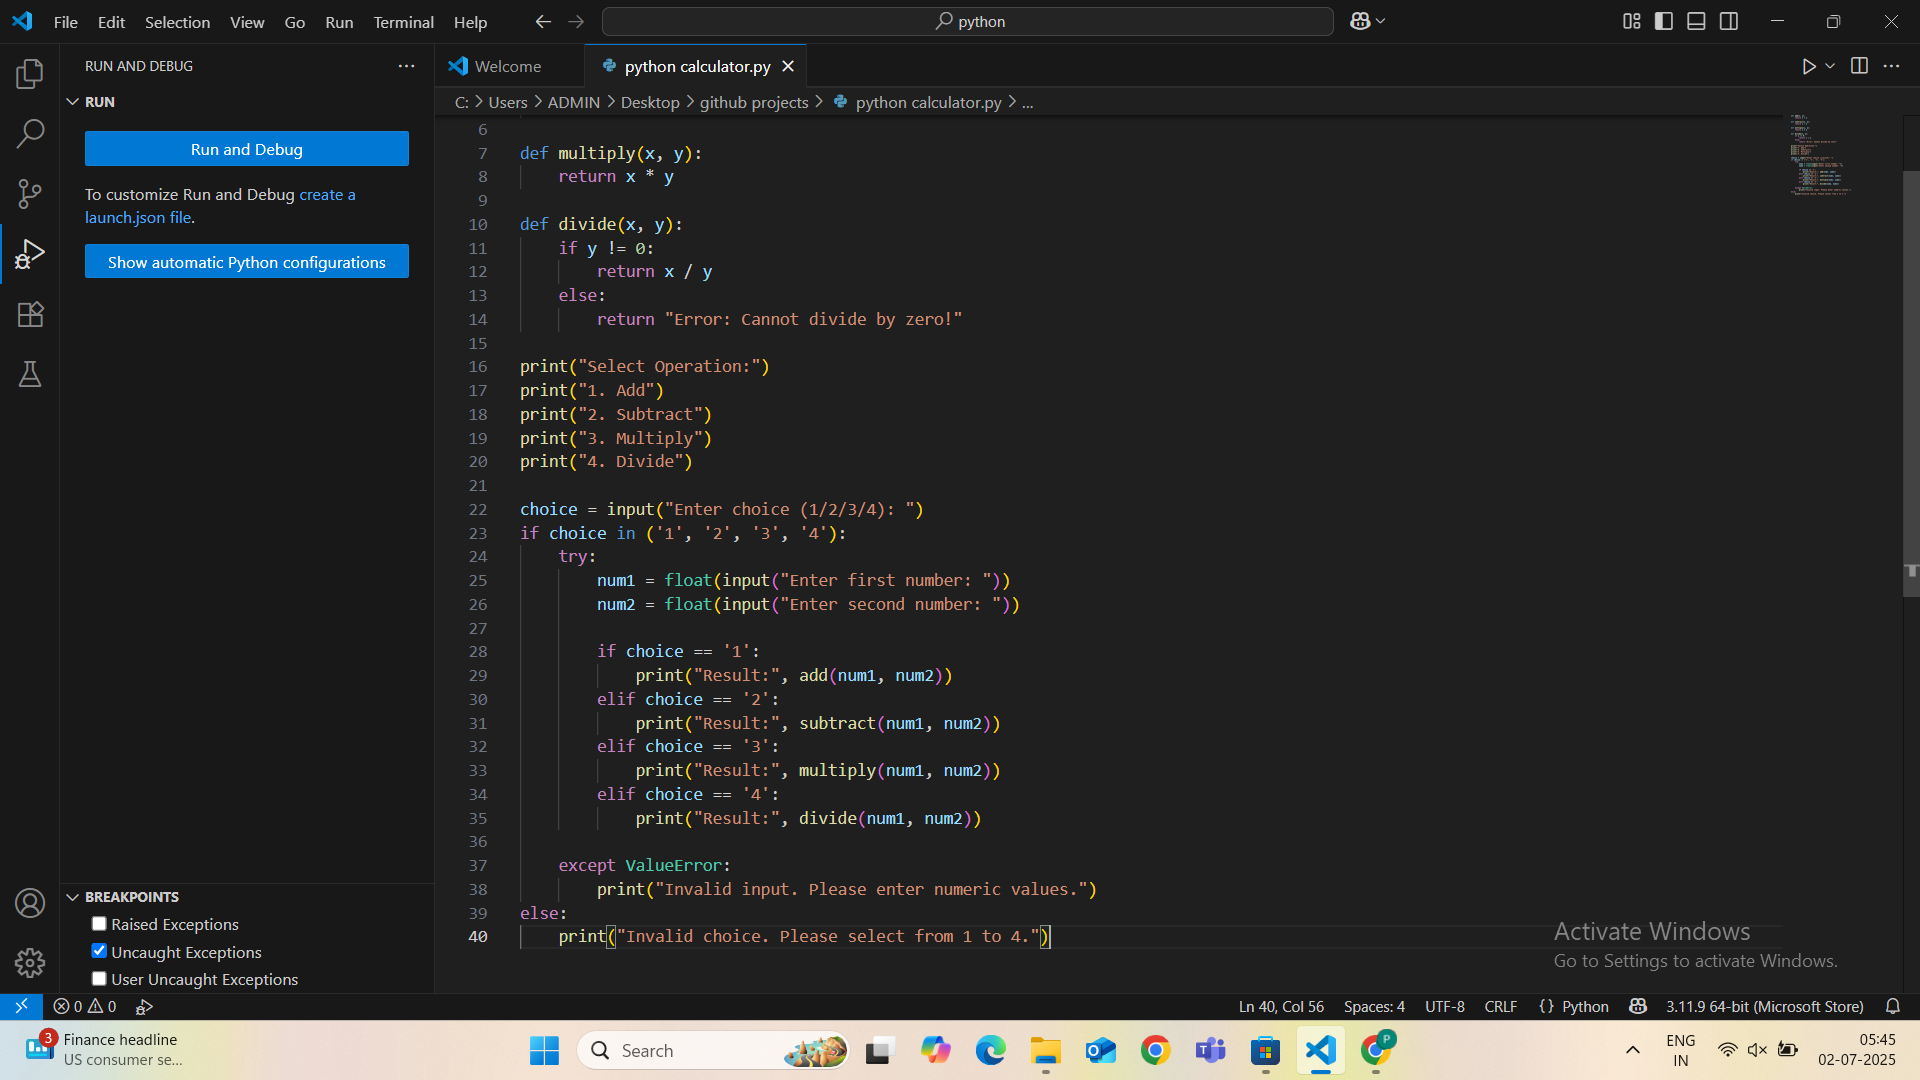 File Edit Selection View Go Run Terminal Help
python
RUN AND DEBUG
RUN
Run and Debug
To customize Run and Debug create a
launch.json file.
Show automatic Python configurations
BREAKPOINTS
Raised Exceptions
Uncaught Exceptions
User Uncaught Exceptions
Welcome
python calculator.py
C: > Users > ADMIN > Desktop > github projects > python calculator.py > ...
6
7 def multiply(x, y):
8 return x * y
9
10 def divide(x, y):
11 if y != 0:
12 return x / y
13 else:
14 return "Error: Cannot divide by zero!"
15
16 print("Select Operation:")
17 print("1. Add")
18 print("2. Subtract")
19 print("3. Multiply")
20 print("4. Divide")
21
22 choice = input("Enter choice (1/2/3/4): ")
23 if choice in ('1', '2', '3', '4'):
24 try:
25 num1 = float(input("Enter first number: "))
26 num2 = float(input("Enter second number: "))
27
28 if choice == '1':
29 print("Result:", add(num1, num2))
30 elif choice == '2':
31 print("Result:", subtract(num1, num2))
32 elif choice == '3':
33 print("Result:", multiply(num1, num2))
34 elif choice == '4':
35 print("Result:", divide(num1, num2))
36
37 except ValueError:
38 print("Invalid input. Please enter numeric values.")
39 else:
40 print("Invalid choice. Please select from 1 to 4.")
Activate Windows
Go to Settings to activate Windows.
0 0
Ln 40, Col 56 Spaces: 4 UTF-8 CRLF {} Python 3.11.9 64-bit (Microsoft Store)
3
Finance headline
US consumer se...
Search
P
ENG
IN
05:45
02-07-2025